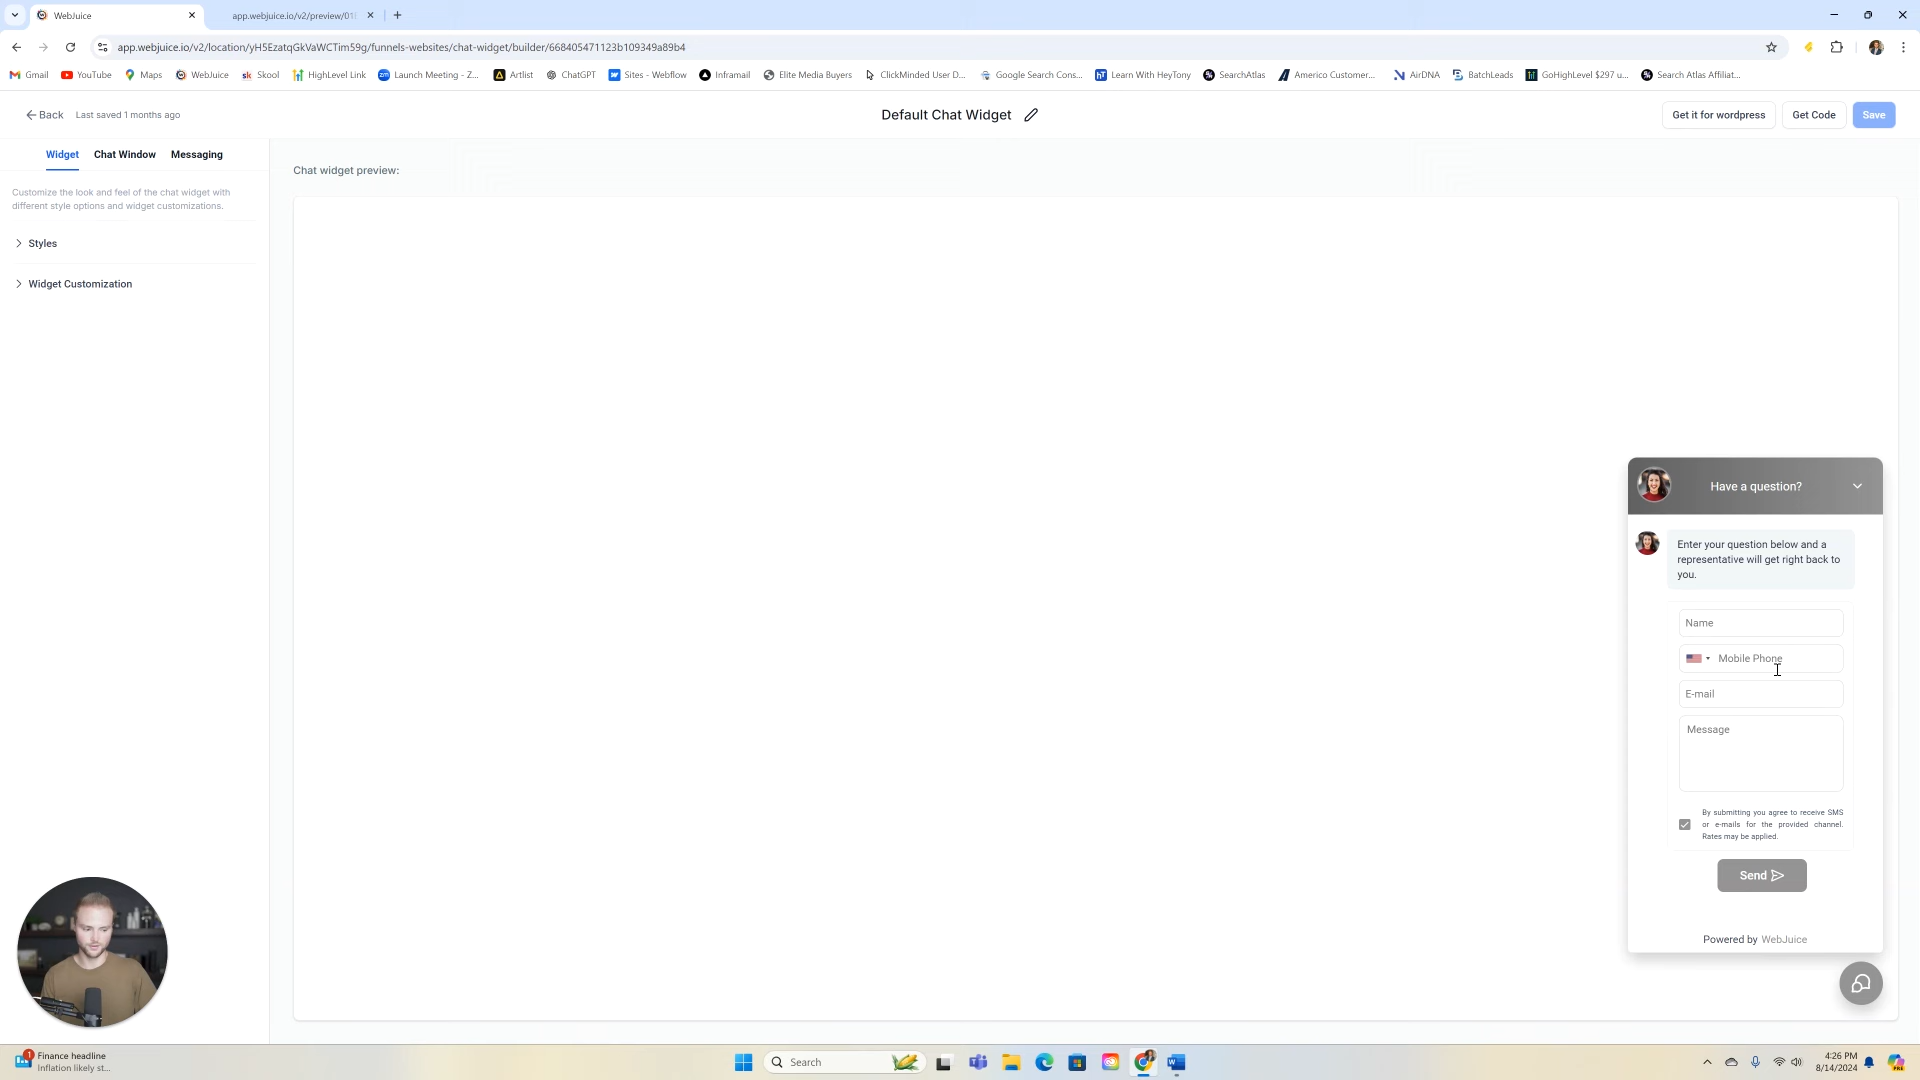 WebJuice
app.webjuice.io/v2/preview/01
app.webjuice.io/v2/location/yH5EzatqGkVaWCTim59g/funnels-websites/chat-widget/builder/668405471123b109349a89b4
Gmail YouTube Maps WebJuice Skool HighLevel Link Launch Meeting - Z... Artlist ChatGPT Sites - Webflow Inframail Elite Media Buyers ClickMinded User D... Google Search Cons... Learn With HeyTony SearchAtlas Americo Customer... AirDNA BatchLeads GoHighLevel $297 u... Search Atlas Affiliat...
Back Last saved 1 months ago Default Chat Widget Get it for wordpress Get Code Save
Widget Chat Window Messaging
Customize the look and feel of the chat widget with
different style options and widget customizations.
Styles
Widget Customization
Chat widget preview:
Have a question?
Enter your question below and a
representative will get right back to
you.
Name
Mobile Phone
E-mail
Message
By submitting you agree to receive SMS
or e-mails for the provided channel.
Rates may be applied.
Send
Powered by WebJuice
1
Finance headline
Inflation likely st...
Search
4:26 PM
8/14/2024